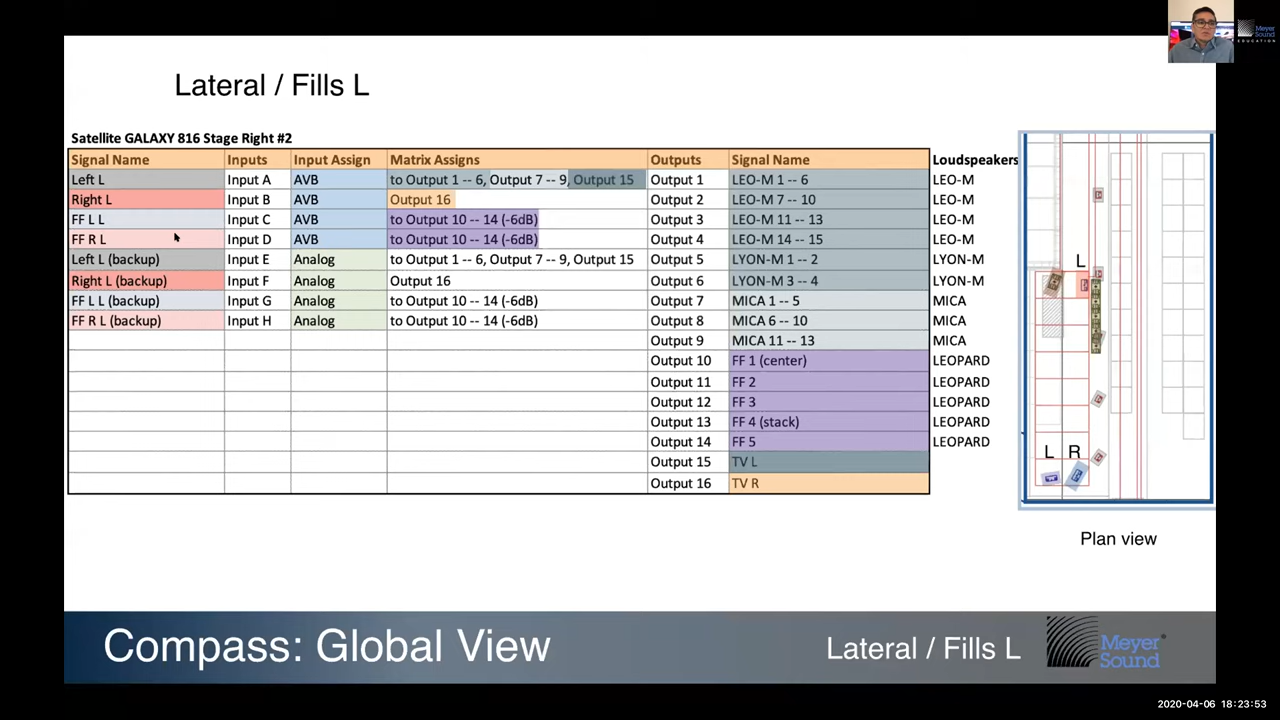 Meyer Sound
EDUCATION
Lateral / Fills L
Satellite GALAXY 816 Stage Right #2
Signal Name Inputs Input Assign Matrix Assigns Outputs Signal Name Loudspeakers
Left L Input A AVB to Output 1 -- 6, Output 7 -- 9, Output 15 Output 1 LEO-M 1 -- 6 LEO-M
Right L Input B AVB Output 16 Output 2 LEO-M 7 -- 10 LEO-M
FF L L Input C AVB to Output 10 -- 14 (-6dB) Output 3 LEO-M 11 -- 13 LEO-M
FF R L Input D AVB to Output 10 -- 14 (-6dB) Output 4 LEO-M 14 -- 15 LEO-M
Left L (backup) Input E Analog to Output 1 -- 6, Output 7 -- 9, Output 15 Output 5 LYON-M 1 -- 2 LYON-M
Right L (backup) Input F Analog Output 16 Output 6 LYON-M 3 -- 4 LYON-M
FF L L (backup) Input G Analog to Output 10 -- 14 (-6dB) Output 7 MICA 1 -- 5 MICA
FF R L (backup) Input H Analog to Output 10 -- 14 (-6dB) Output 8 MICA 6 -- 10 MICA
Output 9 MICA 11 -- 13 MICA
Output 10 FF 1 (center) LEOPARD
Output 11 FF 2 LEOPARD
Output 12 FF 3 LEOPARD
Output 13 FF 4 (stack) LEOPARD
Output 14 FF 5 LEOPARD
Output 15 TV L
Output 16 TV R
L
L R
Plan view
Compass: Global View
Lateral / Fills L
Meyer
Sound
2020-04-06 18:23:53